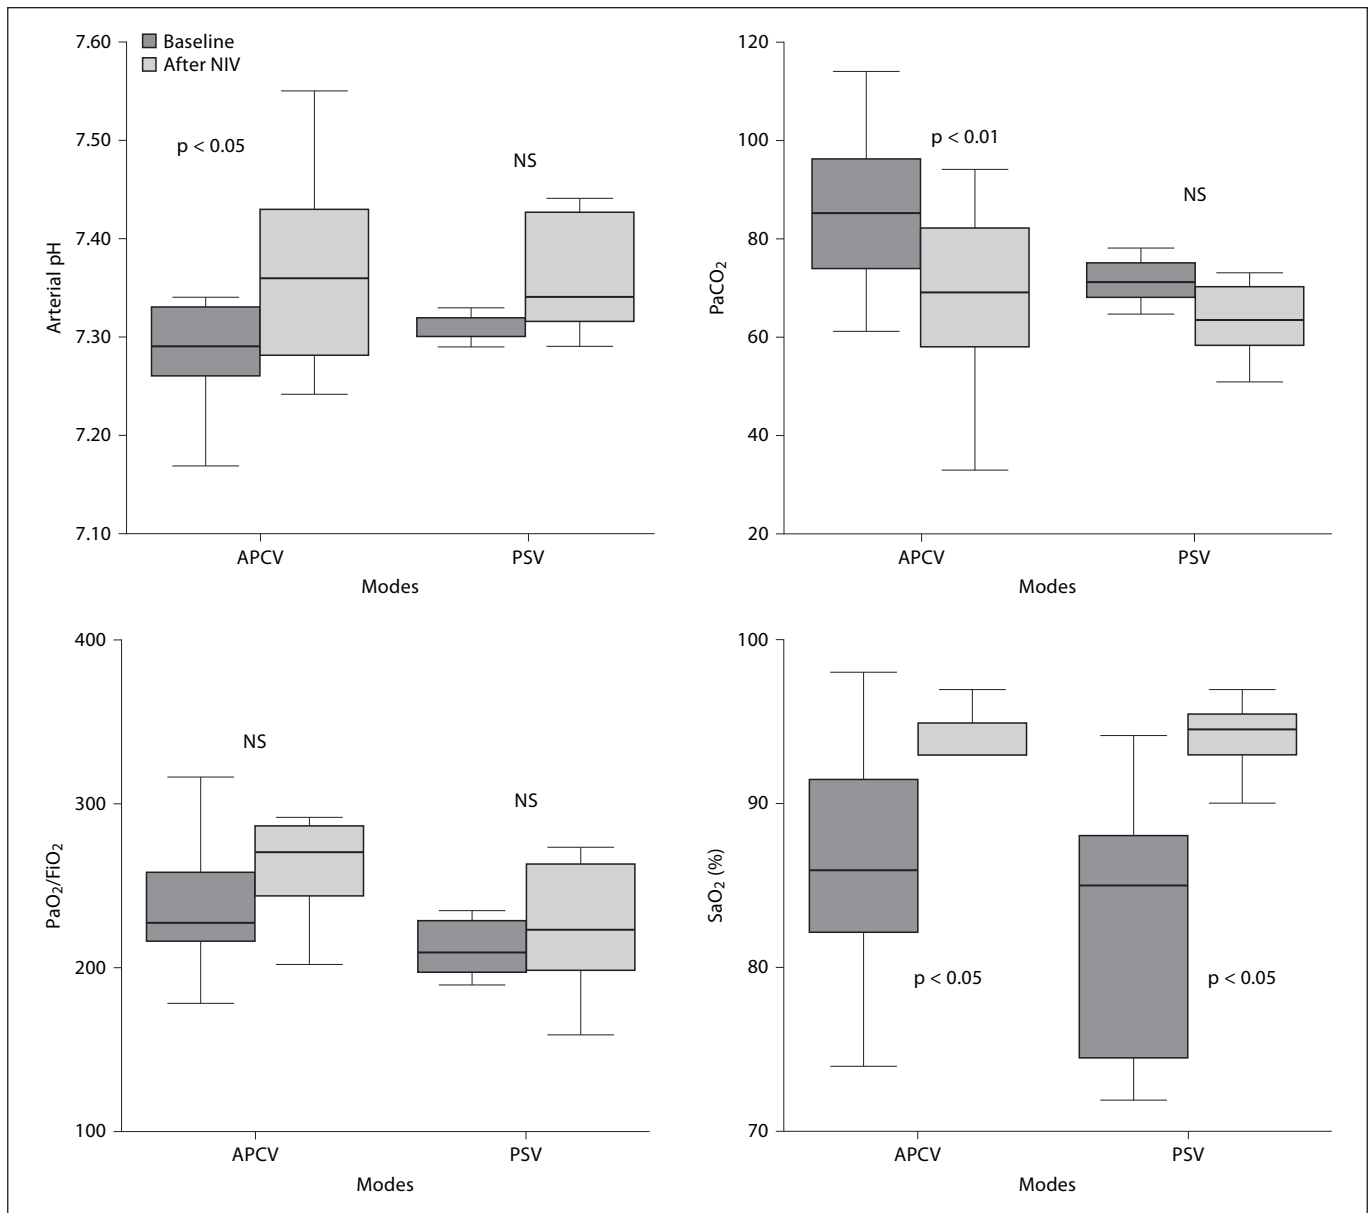 7.60
7.50
7.40
7.30
7.20
7.10
Arterial pH
Baseline
After NIV
p < 0.05
NS
APCV
PSV
Modes
120
100
80
60
40
20
PaCO₂
p < 0.01
NS
APCV
PSV
Modes
400
300
200
100
PaO₂/FiO₂
NS
NS
APCV
PSV
Modes
100
90
80
70
SaO₂ (%)
p < 0.05
p < 0.05
APCV
PSV
Modes